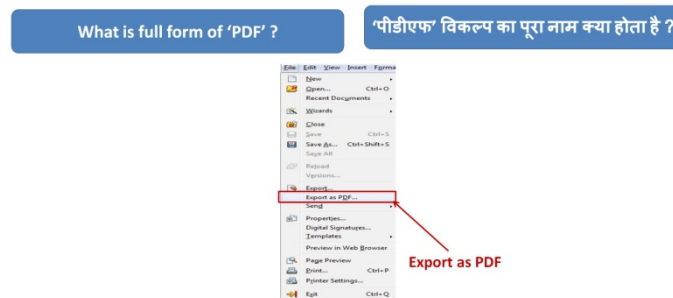 What is full form of ‘PDF’ ?
‘पीडीएफ’ विकल्प का पूरा नाम क्या होता है ?
File Edit View Insert Forma
New
Open... Ctrl+O
Recent Documents
Wizards
Close
Save Ctrl+S
Save As... Ctrl+Shift+S
Save All
Reload
Versions...
Export...
Export as PDF...
Send
Properties...
Digital Signatures...
Templates
Preview in Web Browser
Page Preview
Print... Ctrl+P
Printer Settings...
Exit Ctrl+Q
Export as PDF